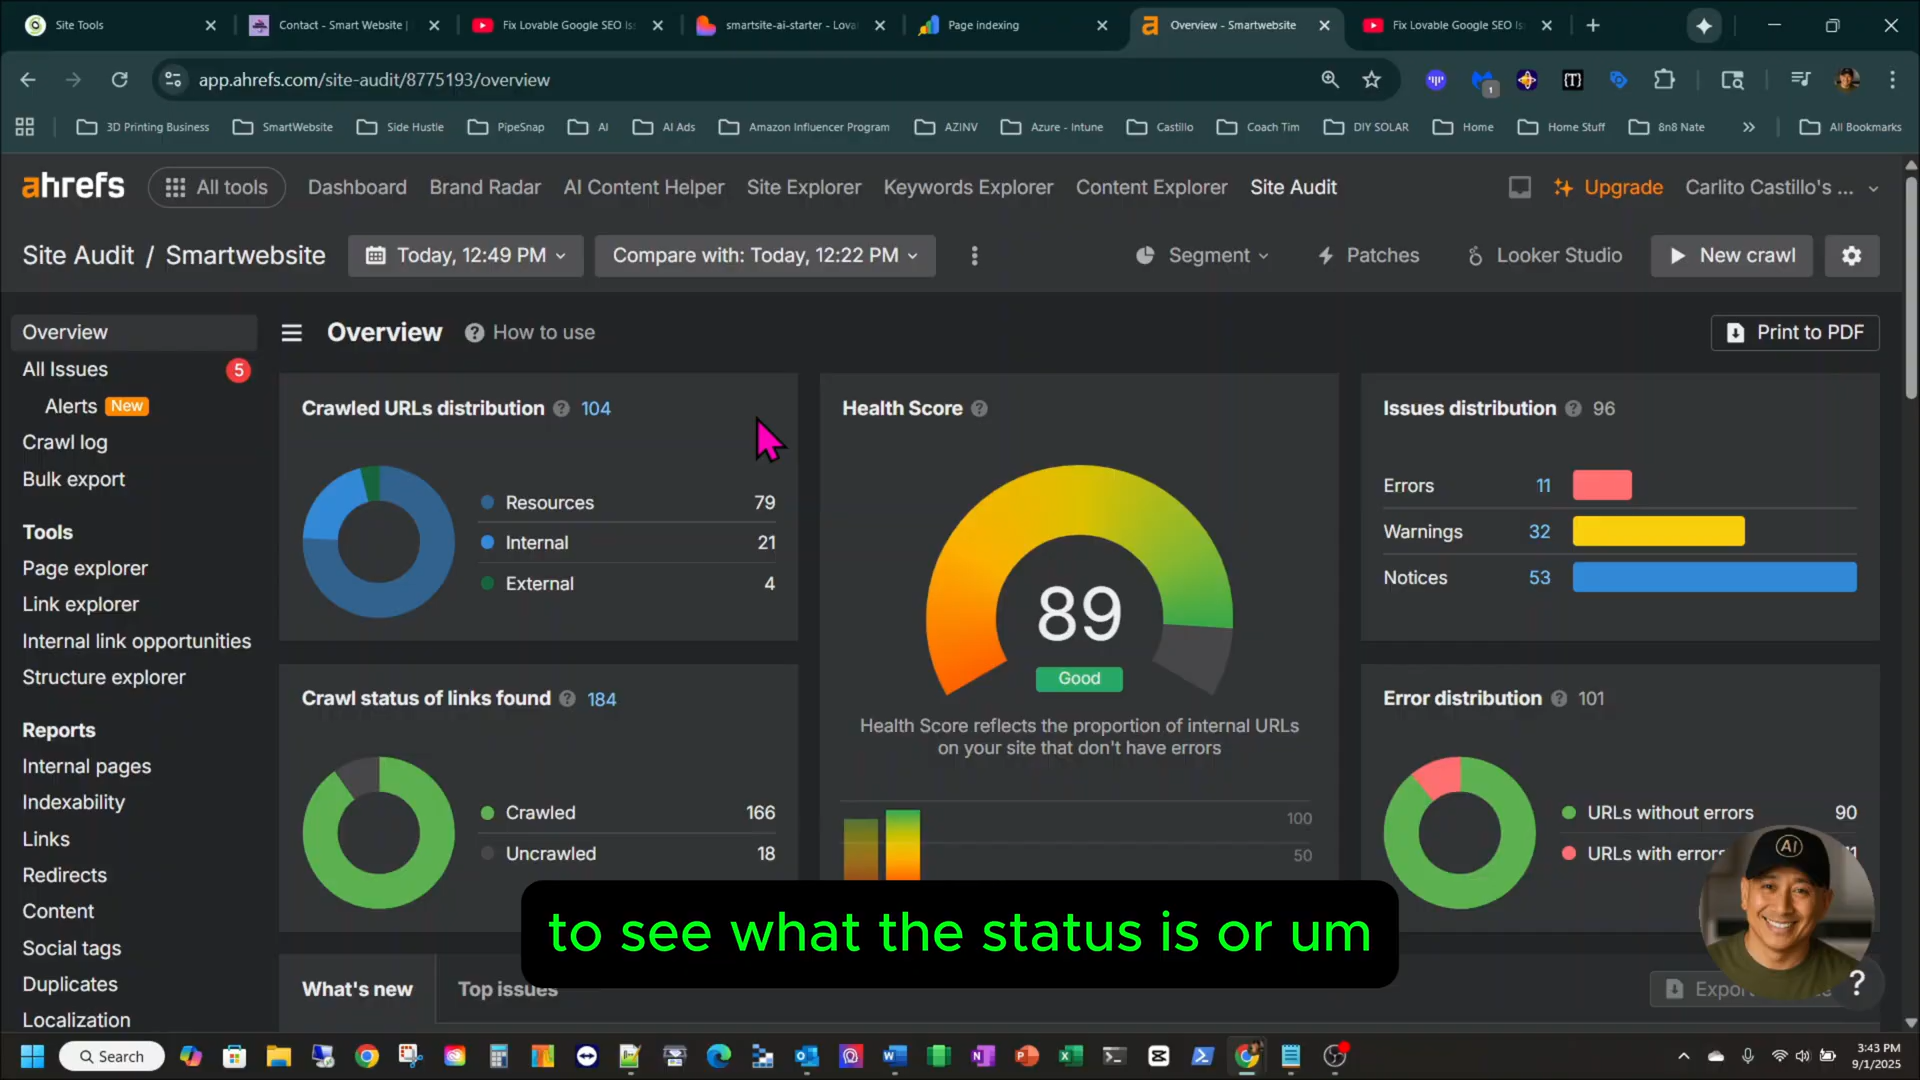 Site Tools
Contact - Smart Website |
Fix Lovable Google SEO Is
smartsite-ai-starter - Lova
Page indexing
Overview - Smartwebsite
Fix Lovable Google SEO Is
app.ahrefs.com/site-audit/8775193/overview
1
{T}
3D Printing Business
SmartWebsite
Side Hustle
PipeSnap
AI
AI Ads
Amazon Influencer Program
AZINV
Azure - Intune
Castillo
Coach Tim
DIY SOLAR
Home
Home Stuff
8n8 Nate
All Bookmarks
ahrefs
All tools
Dashboard
Brand Radar
AI Content Helper
Site Explorer
Keywords Explorer
Content Explorer
Site Audit
Upgrade
Carlito Castillo's ...
Site Audit / Smartwebsite
Today, 12:49 PM
Compare with: Today, 12:22 PM
Segment
Patches
Looker Studio
New crawl
Overview
All Issues 5
Alerts New
Crawl log
Bulk export
Tools
Page explorer
Link explorer
Internal link opportunities
Structure explorer
Reports
Internal pages
Indexability
Links
Redirects
Content
Social tags
Duplicates
Localization
Overview
How to use
Print to PDF
Crawled URLs distribution 104
Resources 79
Internal 21
External 4
Health Score
89
Good
Health Score reflects the proportion of internal URLs
on your site that don't have errors
100
50
Issues distribution 96
Errors 11
Warnings 32
Notices 53
Crawl status of links found 184
Crawled 166
Uncrawled 18
Error distribution 101
URLs without errors 90
URLs with errors
AI
to see what the status is or um
What's new
Top issues
?
Search
3:43 PM
9/1/2025